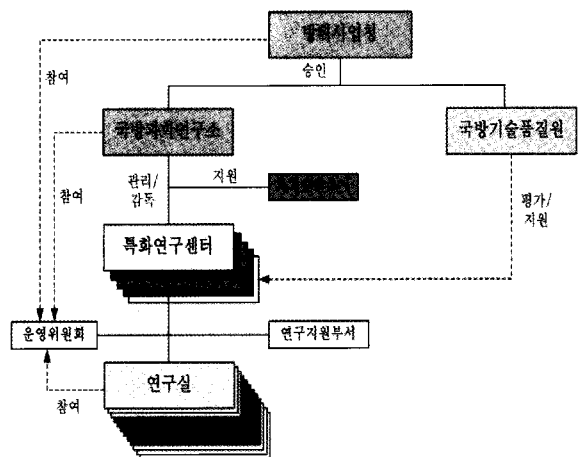 방위사업청
승인
참여
국방과학연구소
국방기술품질원
관리/
감독
지원
참여
평가/
지원
특화연구센터
운영위원회
연구지원부서
연구실
참여